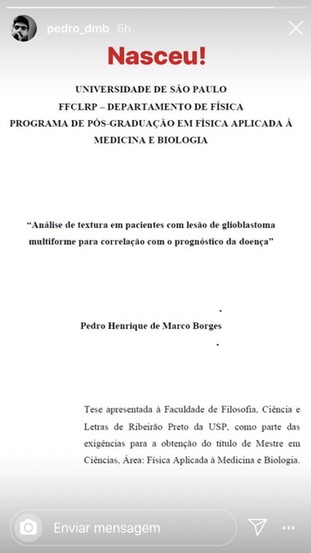 pedro_dmb 6h
Nasceu!
UNIVERSIDADE DE SÃO PAULO
FFCLRP – DEPARTAMENTO DE FÍSICA
PROGRAMA DE PÓS-GRADUAÇÃO EM FÍSICA APLICADA À
MEDICINA E BIOLOGIA
“Análise de textura em pacientes com lesão de glioblastoma
multiforme para correlação com o prognóstico da doença”
Pedro Henrique de Marco Borges
Tese apresentada à Faculdade de Filosofia, Ciência e
Letras de Ribeirão Preto da USP, como parte das
exigências para a obtenção do título de Mestre em
Ciências, Área: Física Aplicada à Medicina e Biologia.
Enviar mensagem